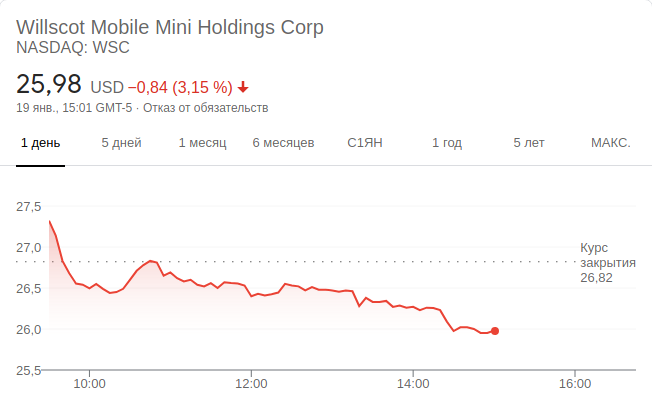 Willscot Mobile Mini Holdings Corp
NASDAQ: WSC
25,98 USD −0,84 (3,15 %)
19 янв., 15:01 GMT-5 · Отказ от обязательств
1 день 5 дней 1 месяц 6 месяцев С1ЯН 1 год 5 лет МАКС.
27,5
27,0
26,5
26,0
25,5
Курс
закрытия
26,82
10:00 12:00 14:00 16:00